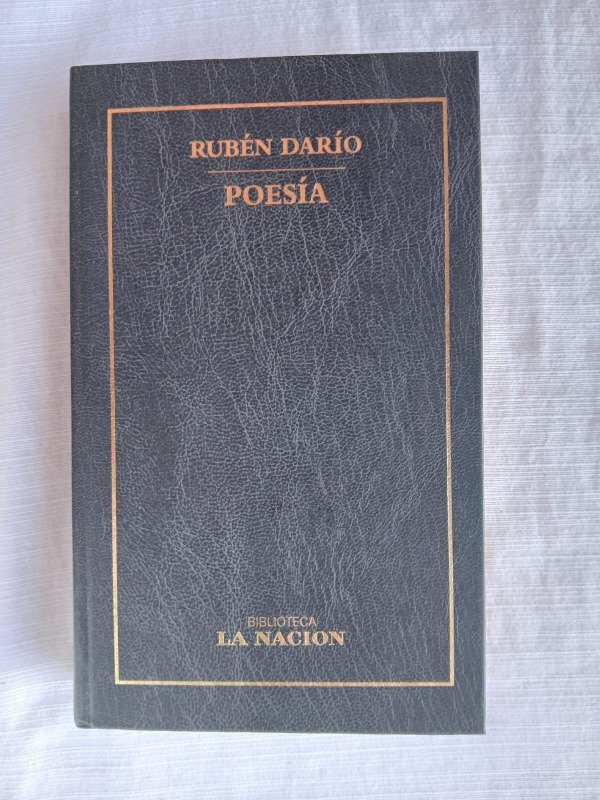 RUBÉN DARÍO
POESÍA
BIBLIOTECA
LA NACION